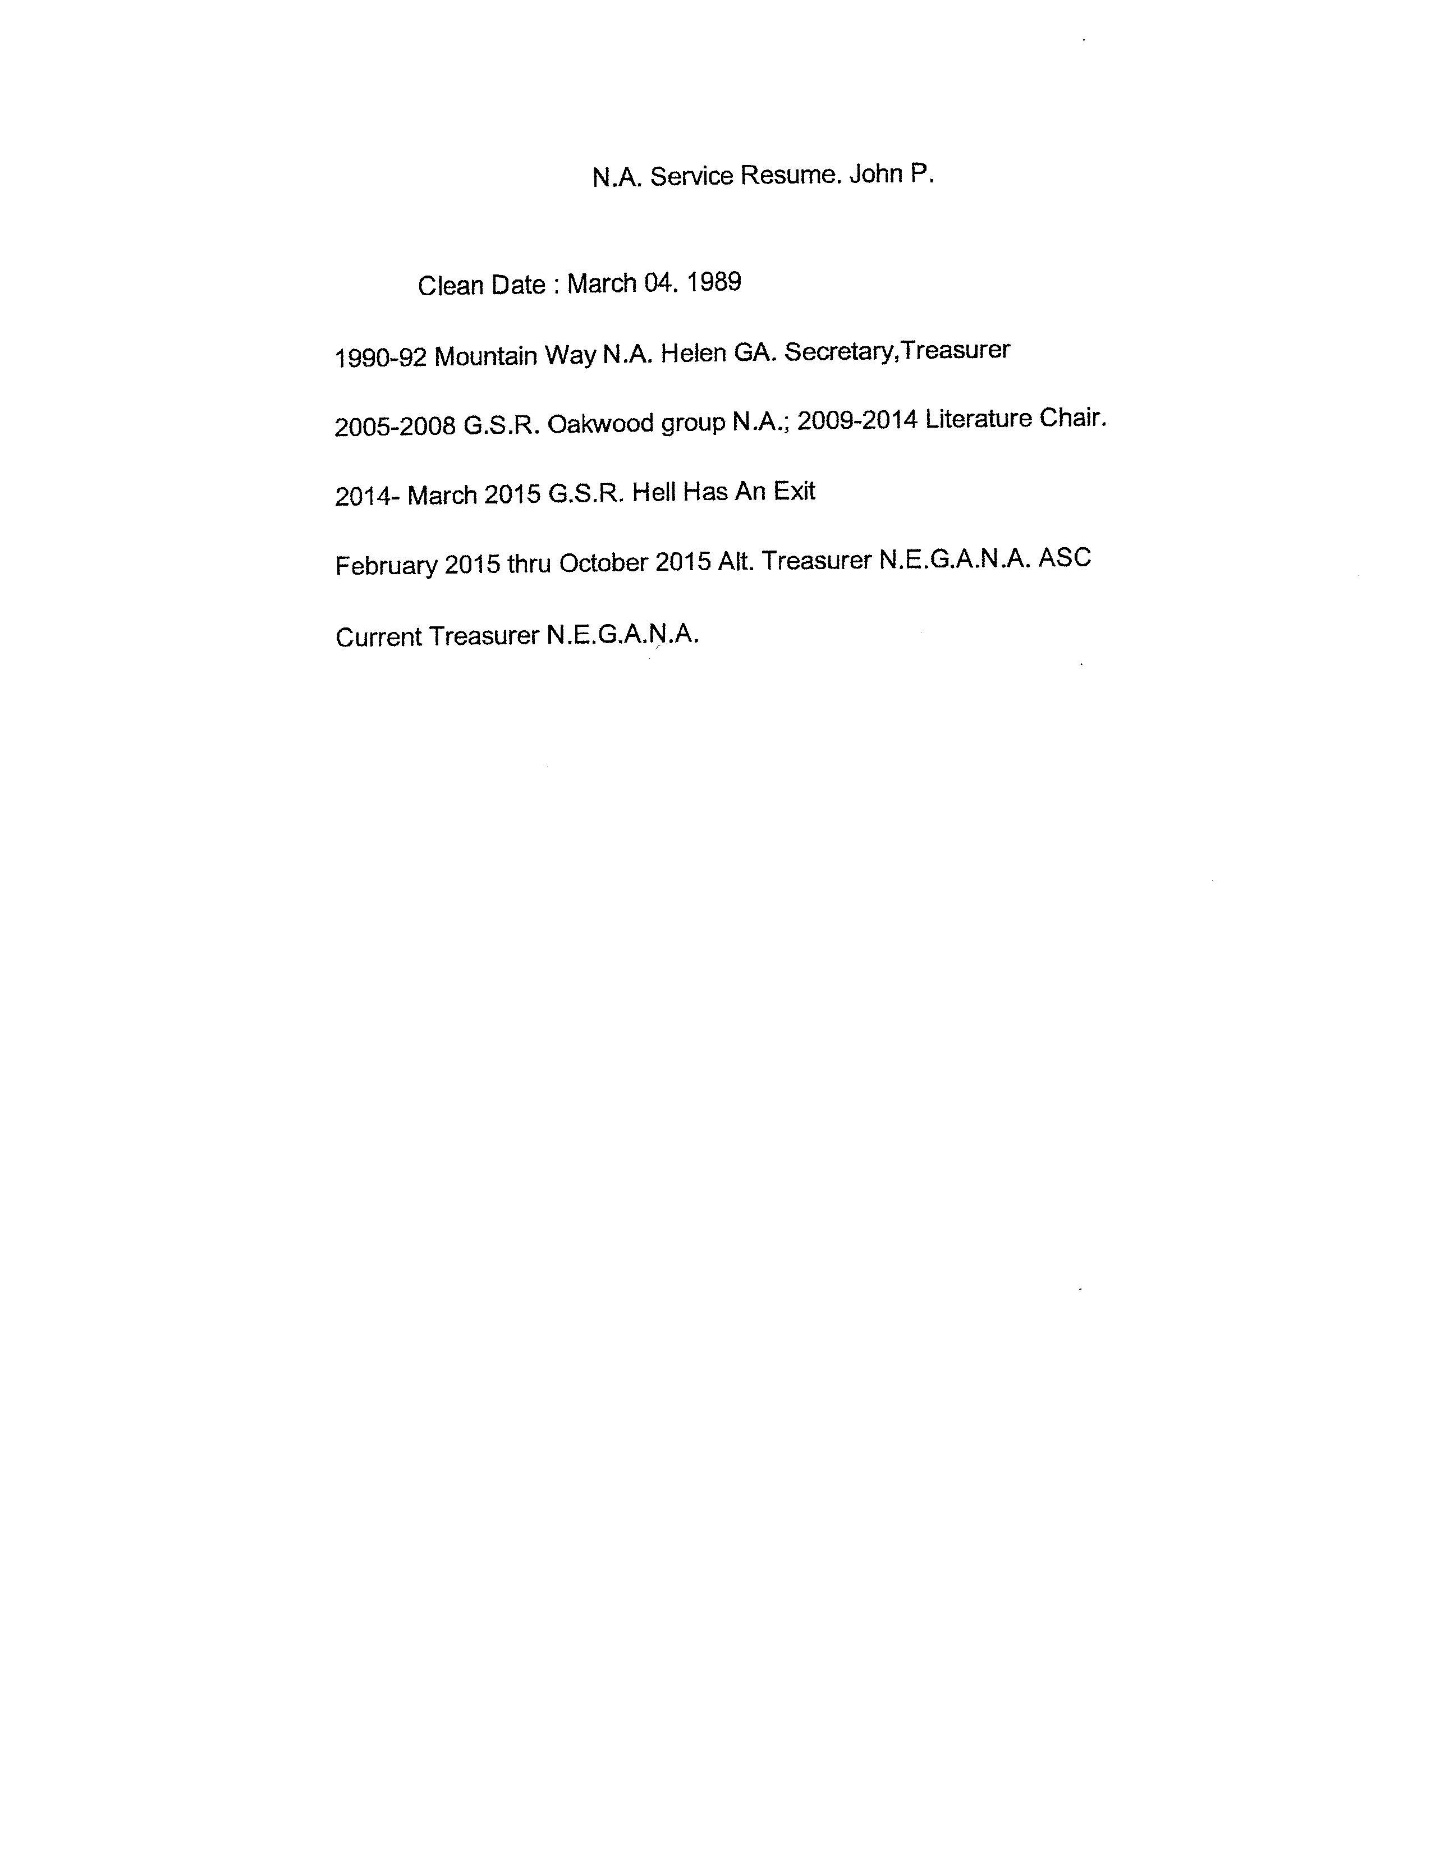 N.A. Service Resume. John P.
Clean Date : March 04. 1989
1990-92 Mountain Way N.A. Helen GA. Secretary,Treasurer
2005-2008 G.S.R. Oakwood group N.A.; 2009-2014 Literature Chair.
2014- March 2015 G.S.R. Hell Has An Exit
February 2015 thru October 2015 Alt. Treasurer N.E.G.A.N.A. ASC
Current Treasurer N.E.G.A.N.A.